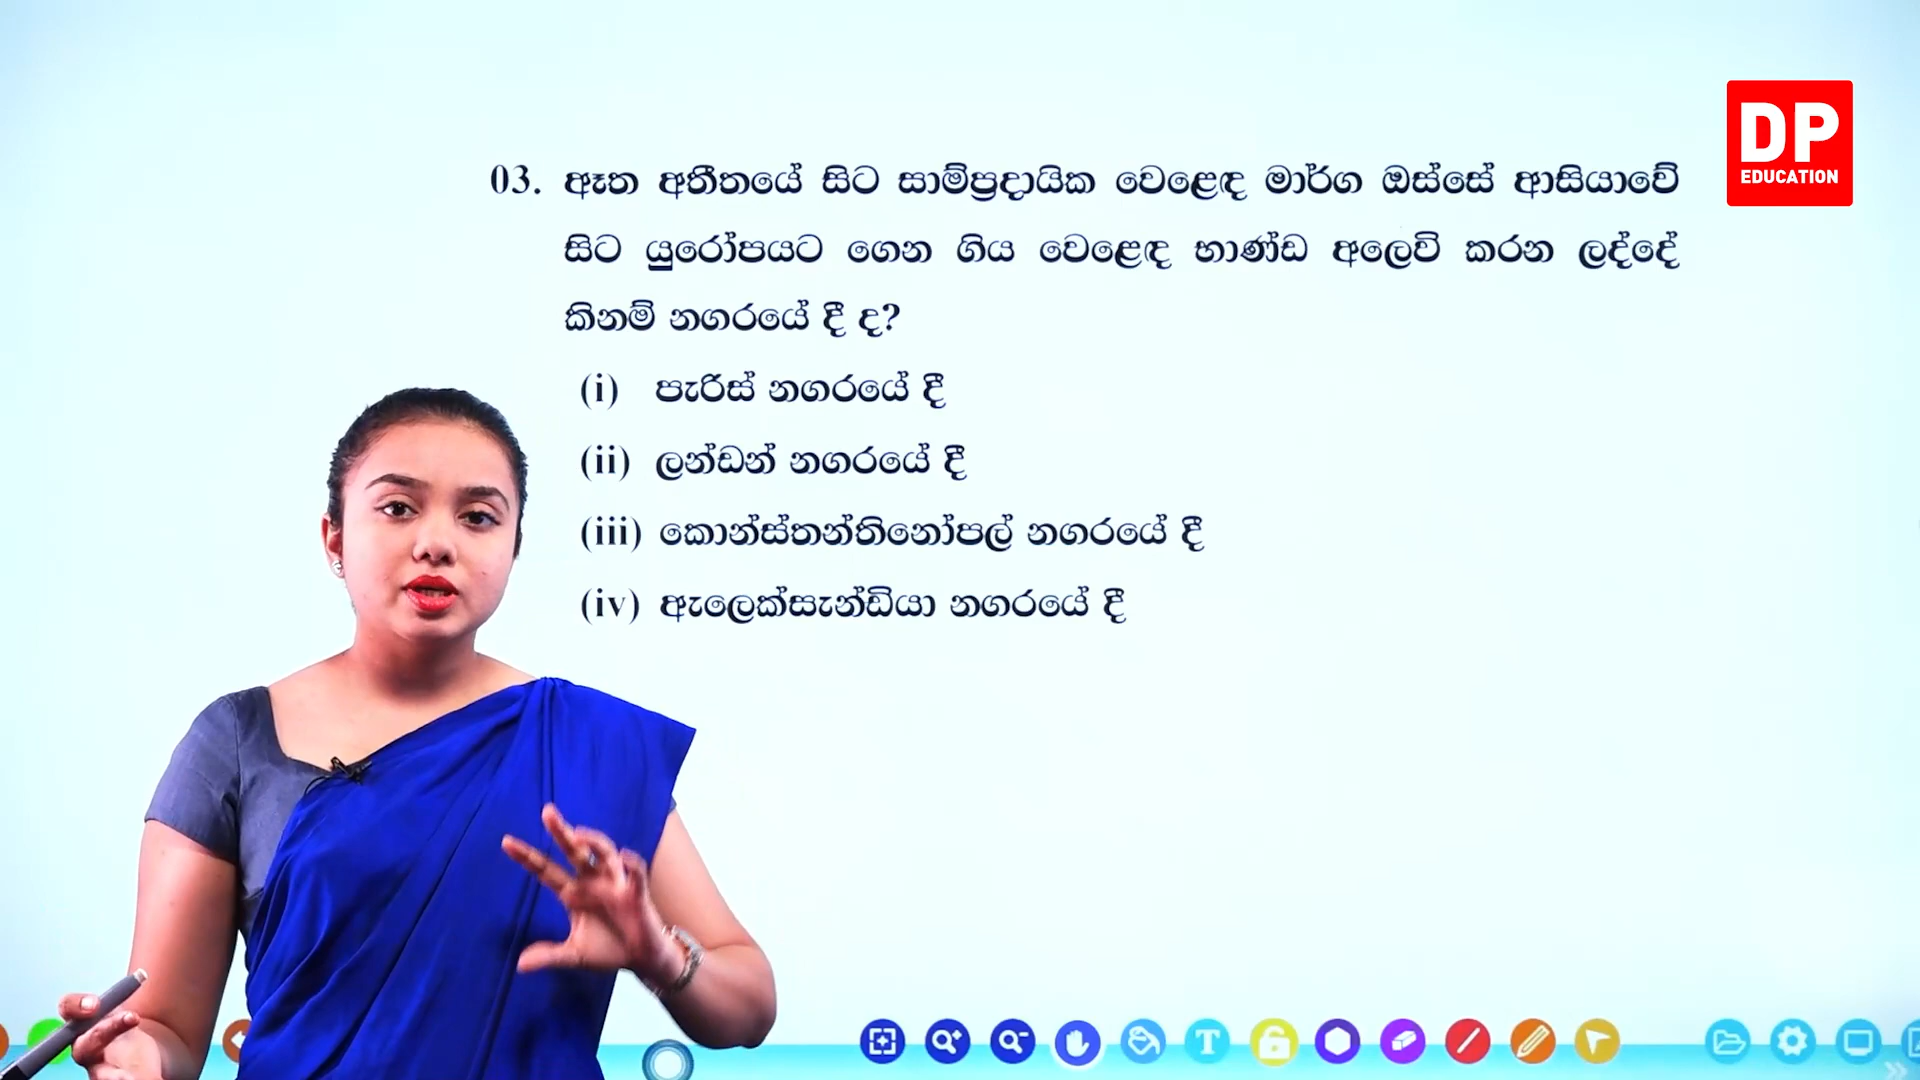 DP
EDUCATION
03. ඈත අතීතයේ සිට සාම්ප්‍රදායික වෙළෙඳ මාර්ග ඔස්සේ ආසියාවේ
සිට යුරෝපයට ගෙන ගිය වෙළෙඳ භාණ්ඩ අලෙවි කරන ලද්දේ
කිනම් නගරයේ දී ද?
(i) පැරිස් නගරයේ දී
(ii) ලන්ඩන් නගරයේ දී
(iii) කොන්ස්තන්තිනෝපල් නගරයේ දී
(iv) ඇලෙක්සැන්ඩියා නගරයේ දී
T